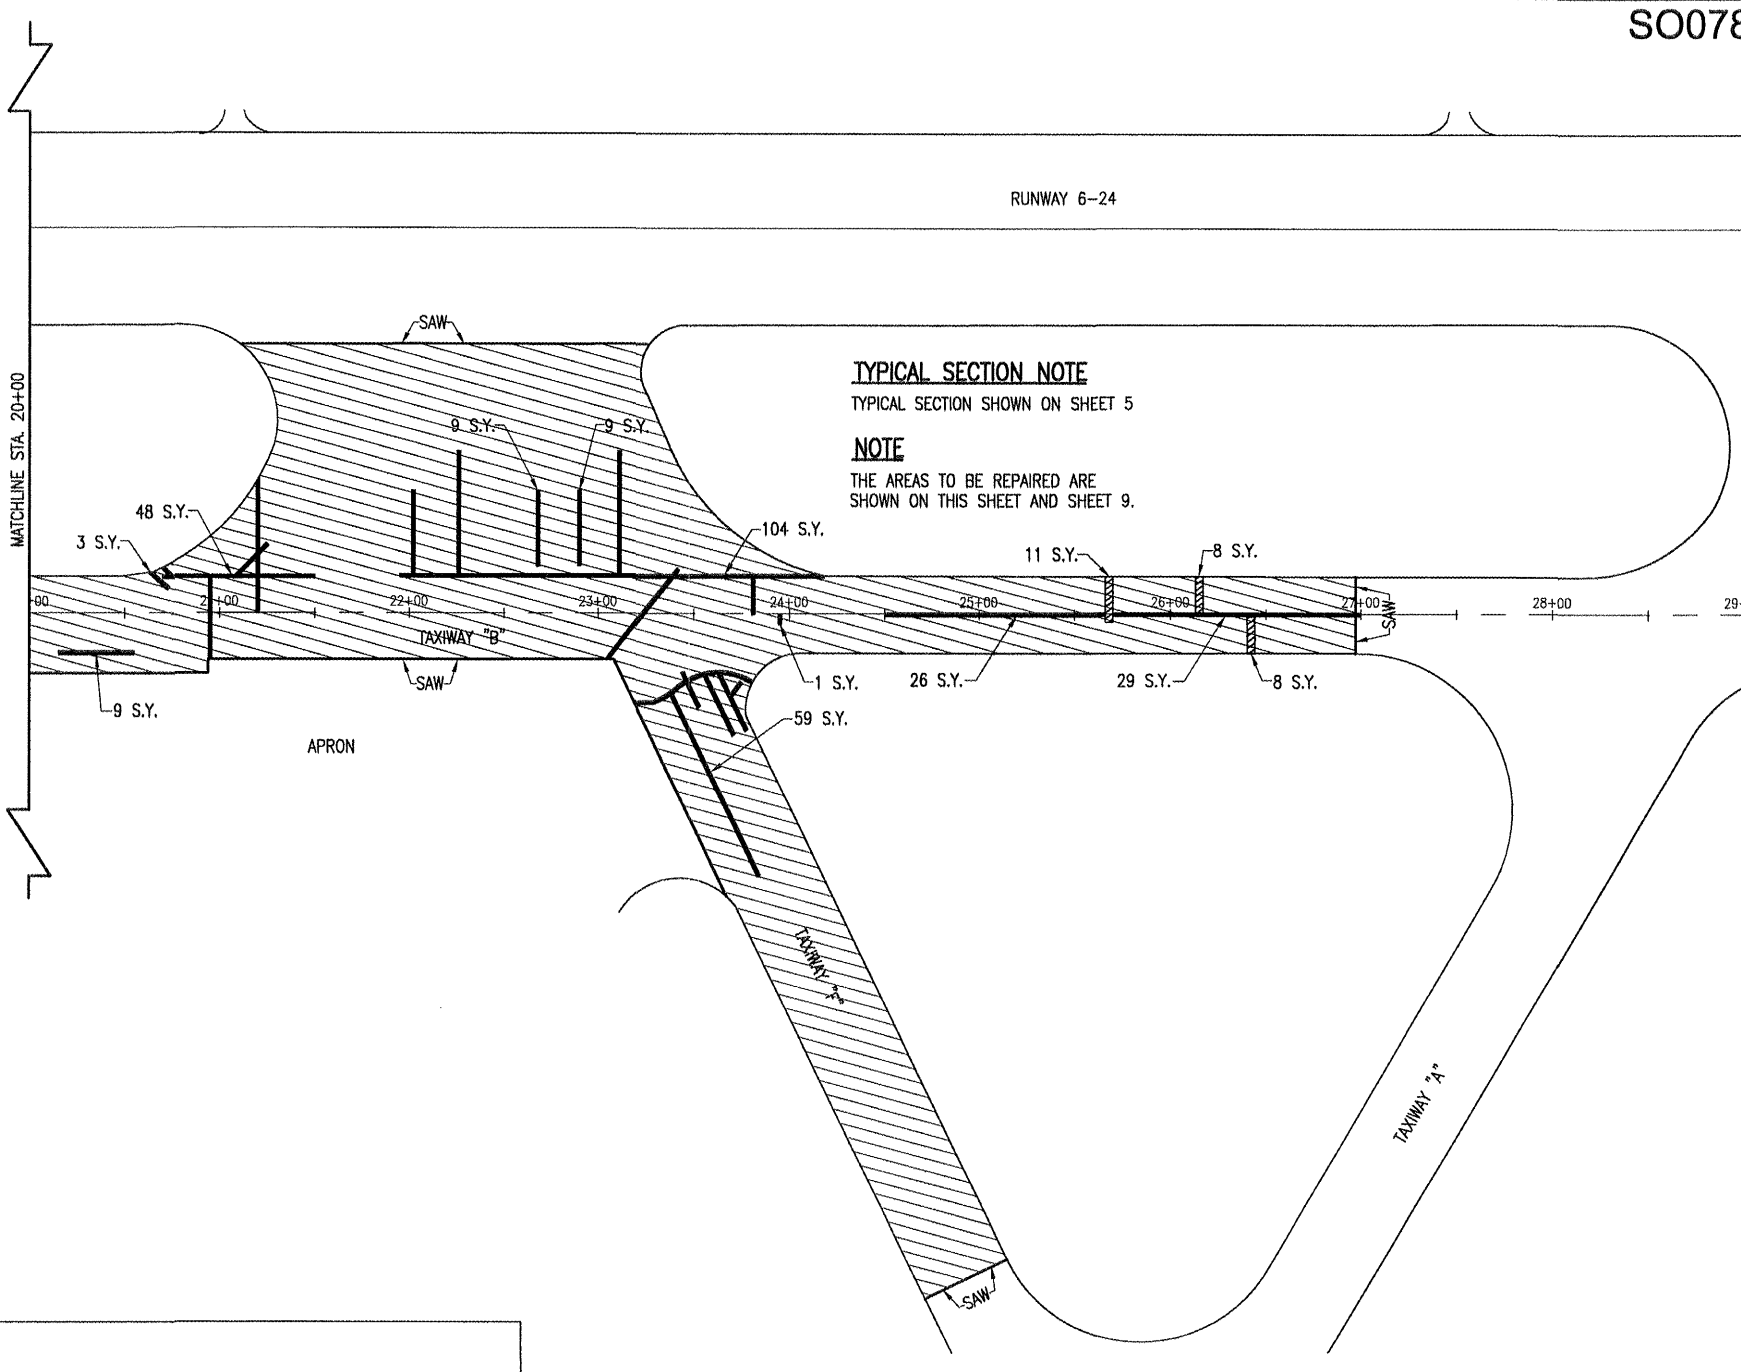 SO078
RUNWAY 6-24
SAW
MATCHLINE STA. 20+00
TYPICAL SECTION NOTE
TYPICAL SECTION SHOWN ON SHEET 5
NOTE
THE AREAS TO BE REPAIRED ARE
SHOWN ON THIS SHEET AND SHEET 9.
9 S.Y.
9 S.Y.
48 S.Y.
3 S.Y.
104 S.Y.
11 S.Y.
8 S.Y.
+00
21+00
22+00
23+00
24+00
25+00
26+00
27+00
28+00
29
SAW
TAXIWAY "B"
SAW
9 S.Y.
1 S.Y.
26 S.Y.
29 S.Y.
8 S.Y.
59 S.Y.
APRON
TAXIWAY
TAXIWAY "A"
SAW